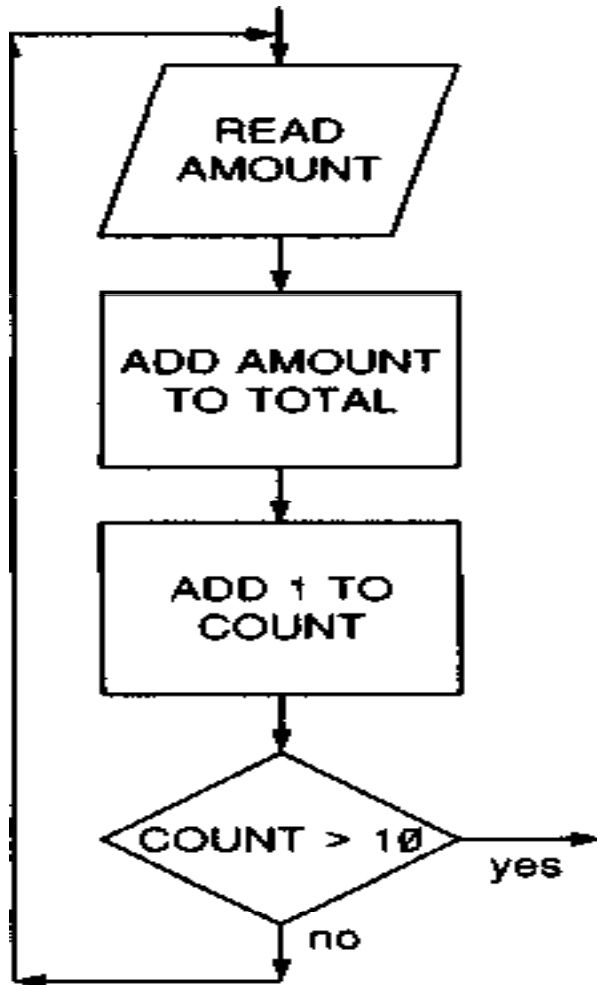 READ
AMOUNT
ADD AMOUNT
TO TOTAL
ADD 1 TO
COUNT
COUNT > 10
yes
no